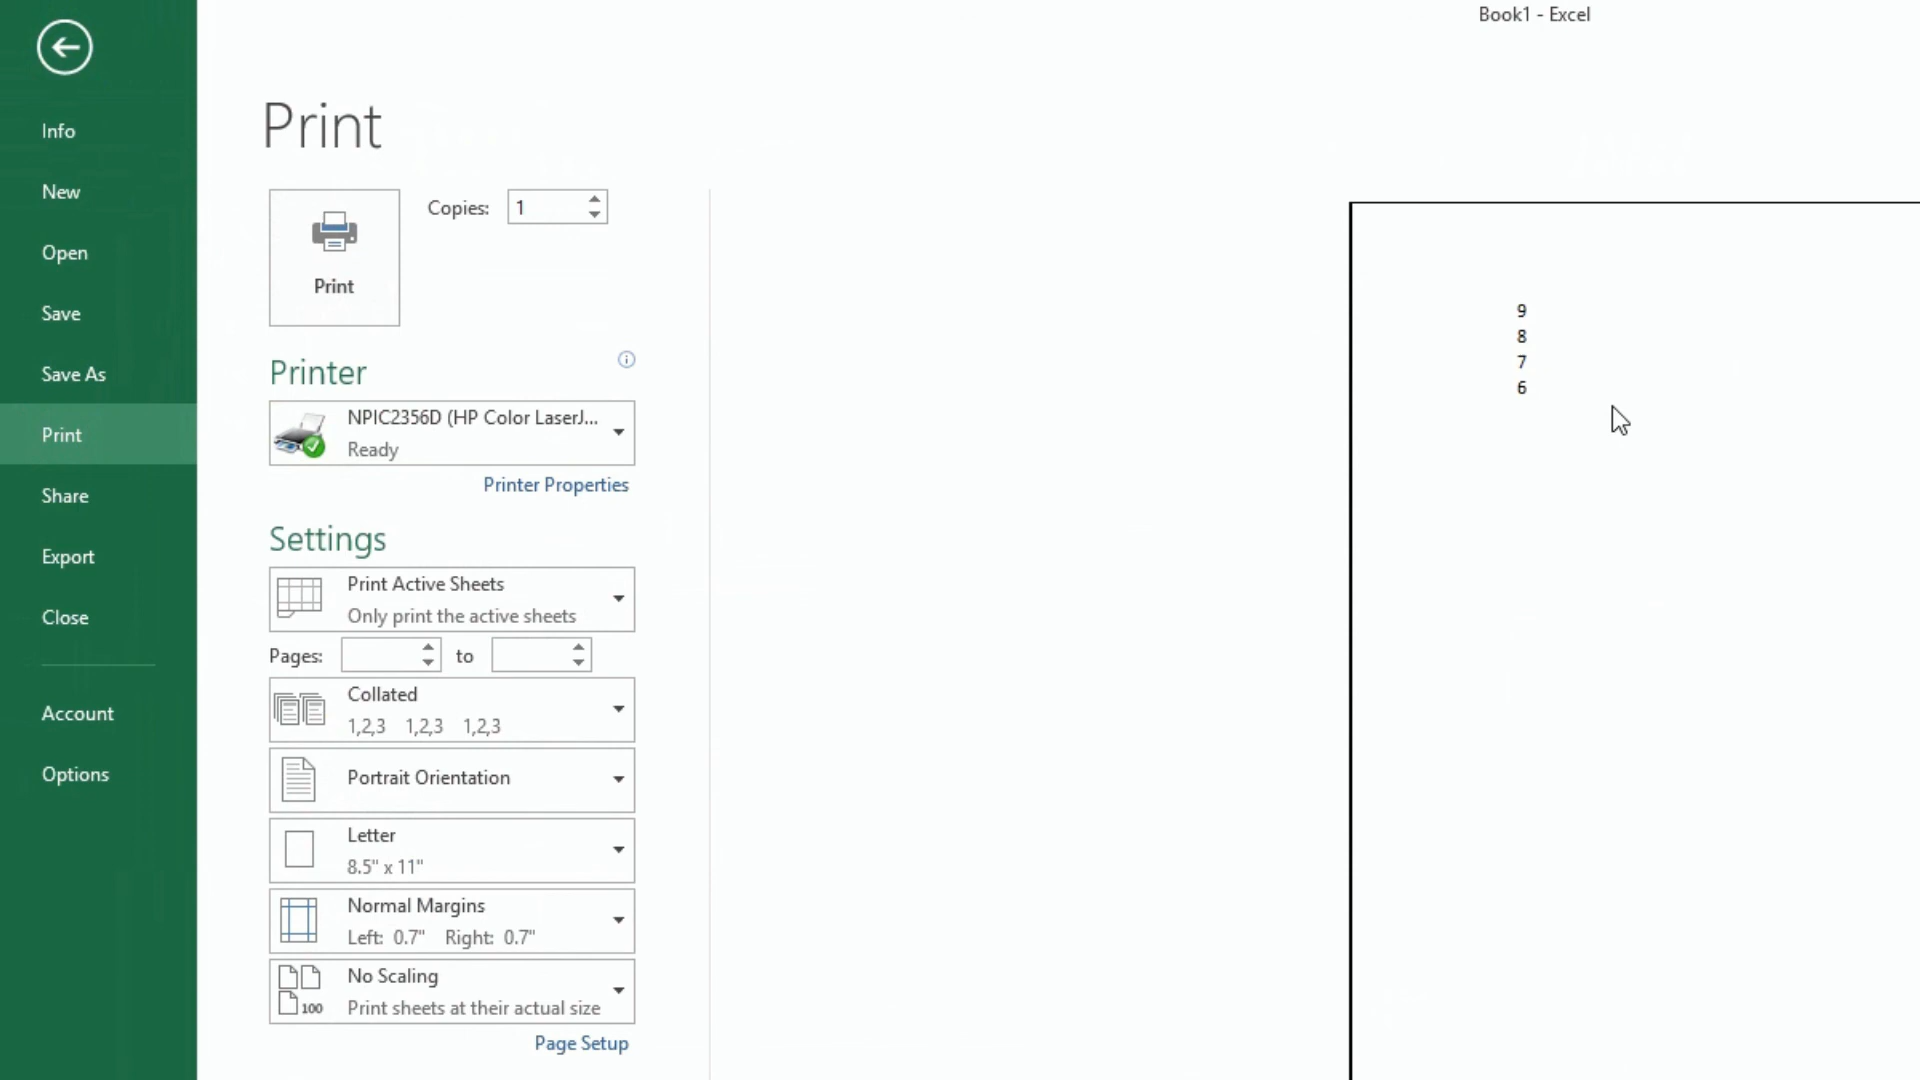 Book1 - Excel
Info
New
Open
Save
Save As
Print
Share
Export
Close
Account
Options
Print
Print
Copies: 1
Printer
NPIC2356D (HP Color LaserJ...
Ready
Printer Properties
Settings
Print Active Sheets
Only print the active sheets
Pages: to
Collated
1,2,3 1,2,3 1,2,3
Portrait Orientation
Letter
8.5" x 11"
Normal Margins
Left: 0.7" Right: 0.7"
No Scaling
100
Print sheets at their actual size
Page Setup
9
8
7
6